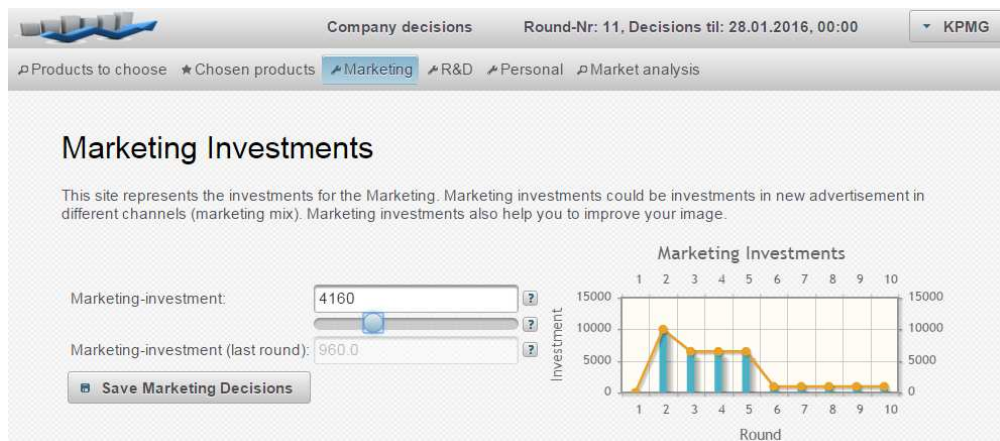 Company decisions Round-Nr: 11, Decisions til: 28.01.2016, 00:00 KPMG
Products to choose Chosen products Marketing R&D Personal Market analysis
Marketing Investments
This site represents the investments for the Marketing. Marketing investments could be investments in new advertisement in
different channels (marketing mix). Marketing investments also help you to improve your image.
Marketing-investment: 4160 ?
?
Marketing-investment (last round): 960.0 ?
Save Marketing Decisions
Marketing Investments
1 2 3 4 5 6 7 8 9 10
15000 15000
10000 10000
5000 5000
0 0
Investment
1 2 3 4 5 6 7 8 9 10
Round